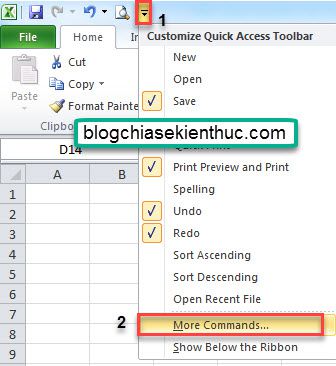 1
File
Home
Customize Quick Access Toolbar
New
Open
Save
Cut
Copy
Format Painte
Paste
Clipb
blogchiasekienthuc.com
Quick Print
Print Preview and Print
Spelling
Undo
Redo
Sort Ascending
Sort Descending
Open Recent File
2
More Commands...
Show Below the Ribbon
D14
A
B
1
2
3
4
5
6
7
8
9